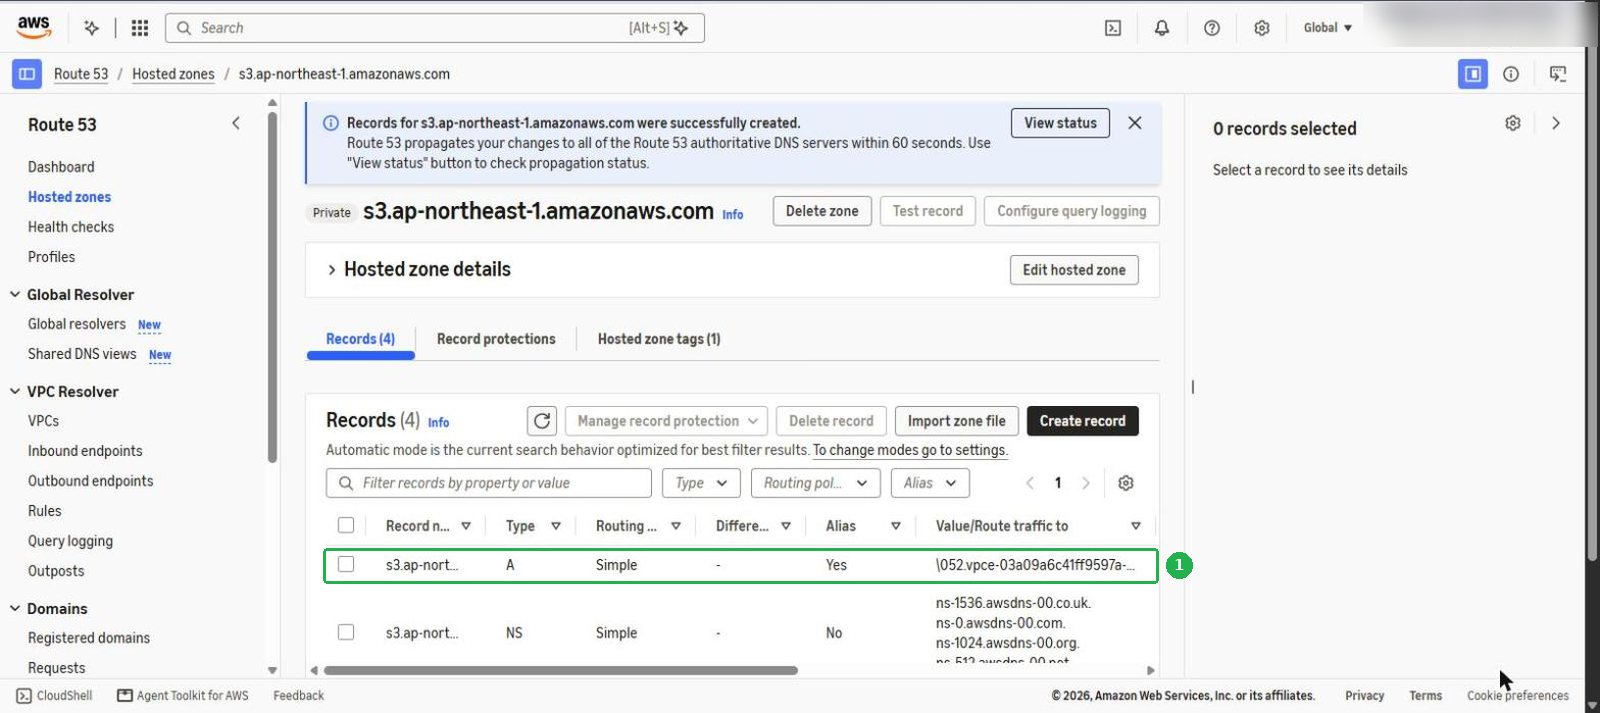 aws
Search
[Alt+S]
Global
Route 53 / Hosted zones / s3.ap-northeast-1.amazonaws.com
Route 53
Dashboard
Hosted zones
Health checks
Profiles
Global Resolver
Global resolvers New
Shared DNS views New
VPC Resolver
VPCs
Inbound endpoints
Outbound endpoints
Rules
Query logging
Outposts
Domains
Registered domains
Requests
Records for s3.ap-northeast-1.amazonaws.com were successfully created.
Route 53 propagates your changes to all of the Route 53 authoritative DNS servers within 60 seconds. Use
"View status" button to check propagation status.
View status
Private s3.ap-northeast-1.amazonaws.com Info
Delete zone
Test record
Configure query logging
Hosted zone details
Edit hosted zone
Records (4)
Record protections
Hosted zone tags (1)
Records (4) Info
Manage record protection
Delete record
Import zone file
Create record
Automatic mode is the current search behavior optimized for best filter results. To change modes go to settings.
Filter records by property or value
Type
Routing pol...
Alias
1
Record n... Type Routing ... Differe... Alias Value/Route traffic to
s3.ap-nort... A Simple - Yes \052.vpce-03a09a6c41ff9597a-...
1
s3.ap-nort... NS Simple - No
ns-1536.awsdns-00.co.uk.
ns-0.awsdns-00.com.
ns-1024.awsdns-00.org.
ns-512.awsdns-00.net.
0 records selected
Select a record to see its details
CloudShell
Agent Toolkit for AWS
Feedback
© 2026, Amazon Web Services, Inc. or its affiliates.
Privacy
Terms
Cookie preferences